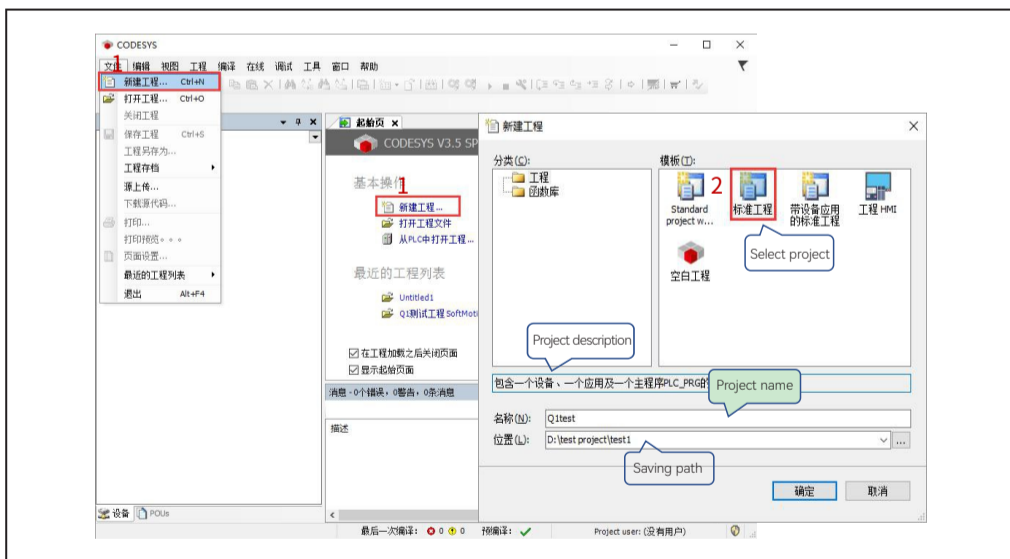 CODESYS
文件 编辑 视图 工程 编译 在线 调试 工具 窗口 帮助
1
新建工程... Ctrl+N
打开工程... Ctrl+O
关闭工程
保存工程 Ctrl+S
工程另存为...
工程存档
源上传...
下载源代码...
打印...
打印预览...
页面设置...
最近的工程列表
退出 Alt+F4
设备 POUs
起始页
CODESYS V3.5 SP
基本操作
1
新建工程...
打开工程文件
从PLC中打开工程...
最近的工程列表
Untitled1
Q1测试工程SoftMoti
在工程加载之后关闭页面
显示起始页面
消息 - 0个错误，0警告，0条消息
描述
最后一次编译： 0 0 预编译： Project user: (没有用户)
新建工程
分类(C):
工程
函数库
模板(T):
2
Standard project w...
标准工程
带设备应用的标准工程
工程 HMI
Select project
空白工程
Project description
包含一个设备、一个应用及一个主程序PLC_PRG的
Project name
名称(N): Q1test
位置(L): D:\test project\test1 ...
Saving path
确定 取消